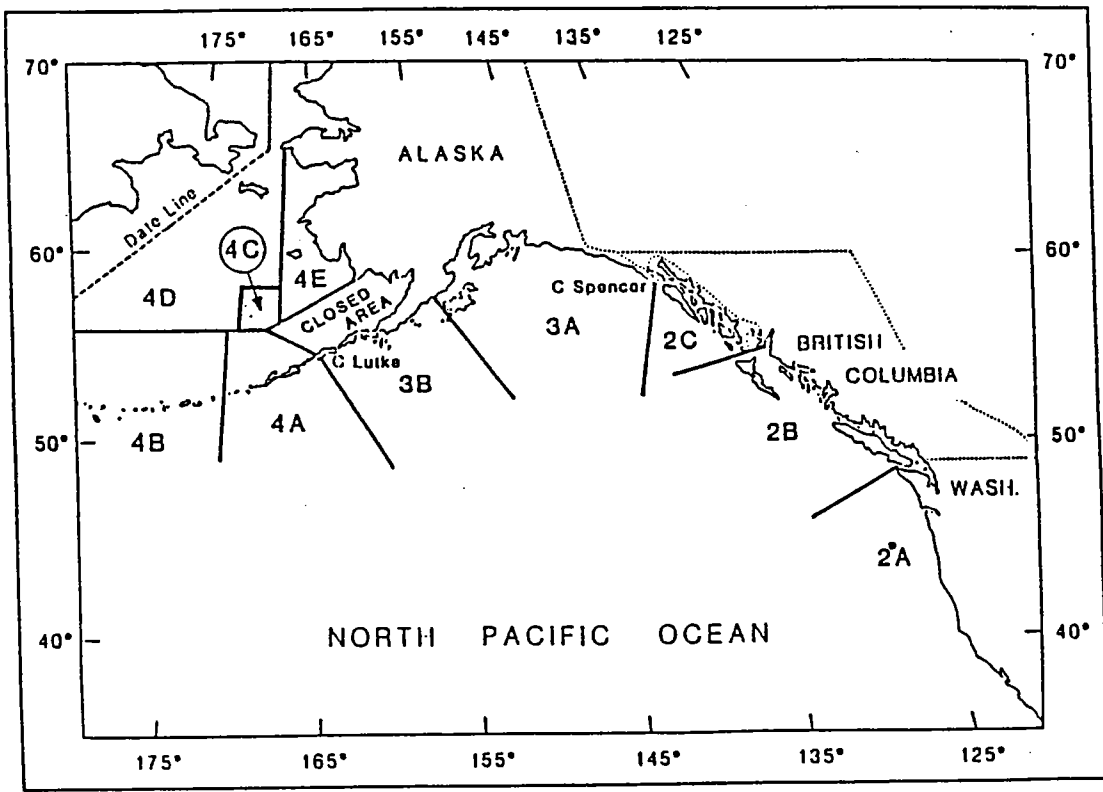 175° 165° 155° 145° 135° 125°
70° 70°
ALASKA
Date Line
4C
60° 60°
4E
4D
C Spencer
CLOSED
AREA
3A
2C
BRITISH
C Lutke
COLUMBIA
3B
4A
2B
4B
50° 50°
WASH.
2A
40° 40°
NORTH PACIFIC OCEAN
175° 165° 155° 145° 135° 125°